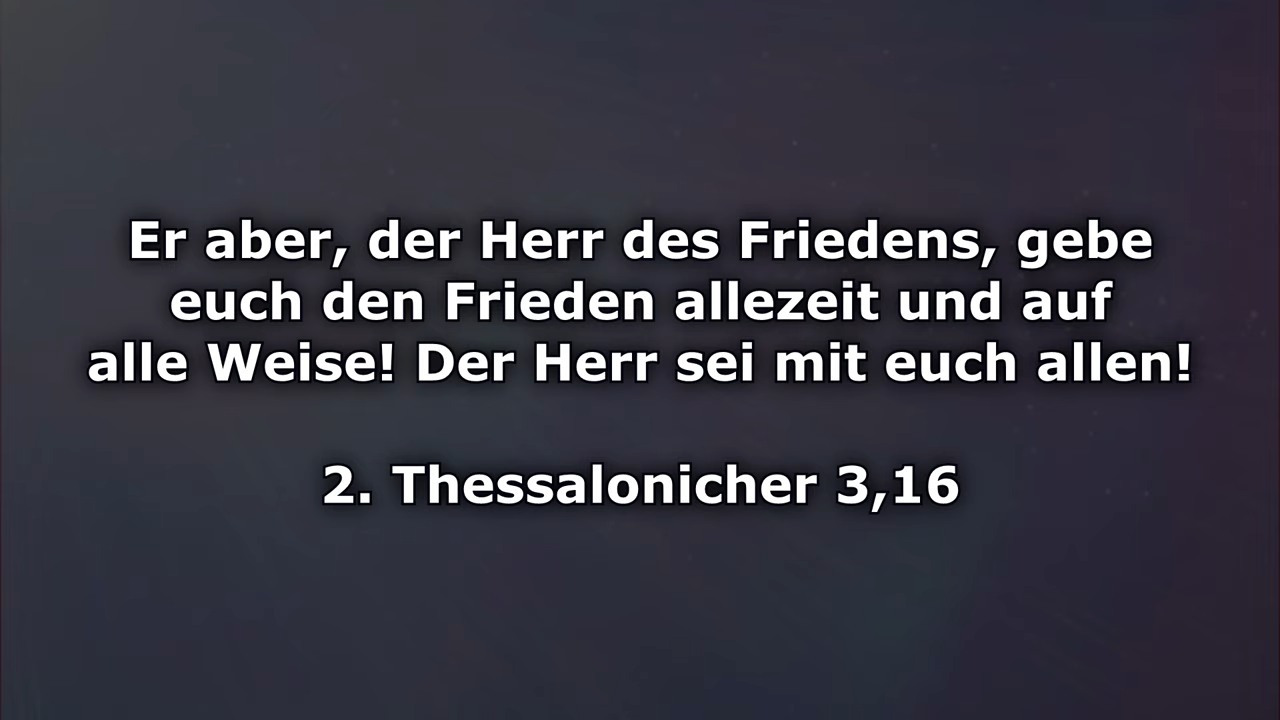 Er aber, der Herr des Friedens, gebe
euch den Frieden allezeit und auf
alle Weise! Der Herr sei mit euch allen!
2. Thessalonicher 3,16